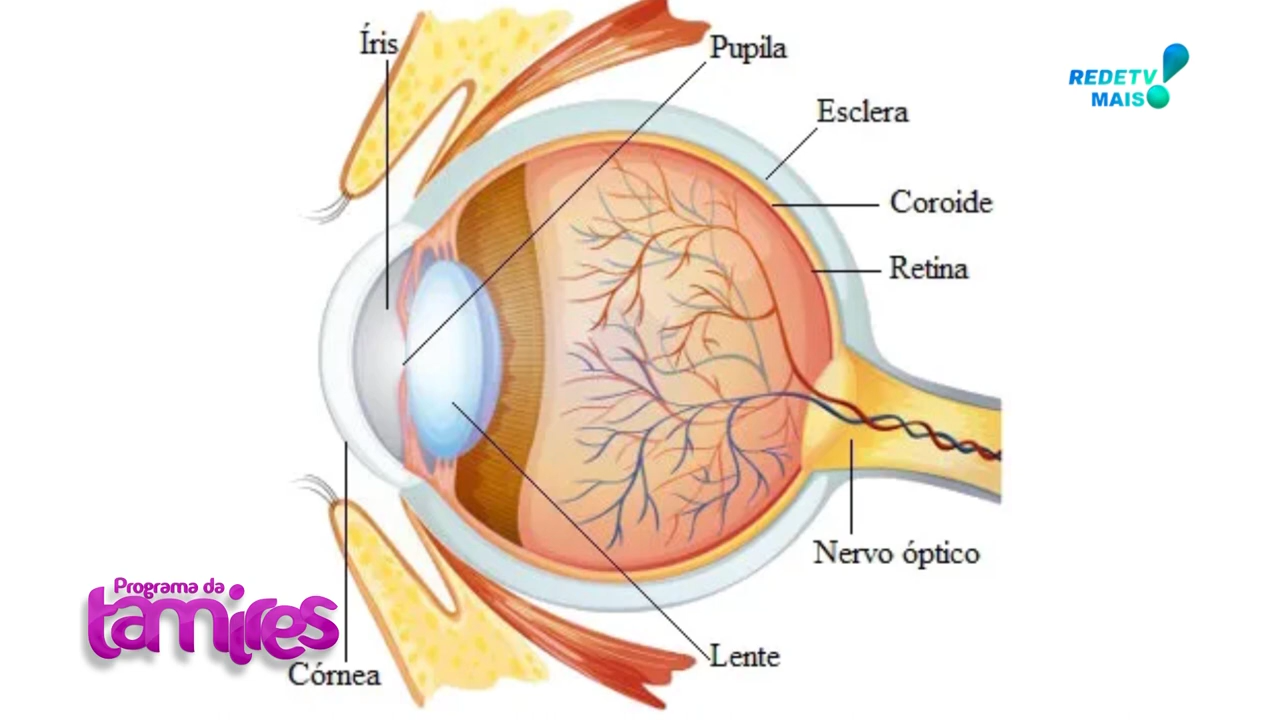 Íris
Pupila
REDETV
MAIS
Esclera
Coroide
Retina
Nervo óptico
Programa da
tamires
Lente
Córnea